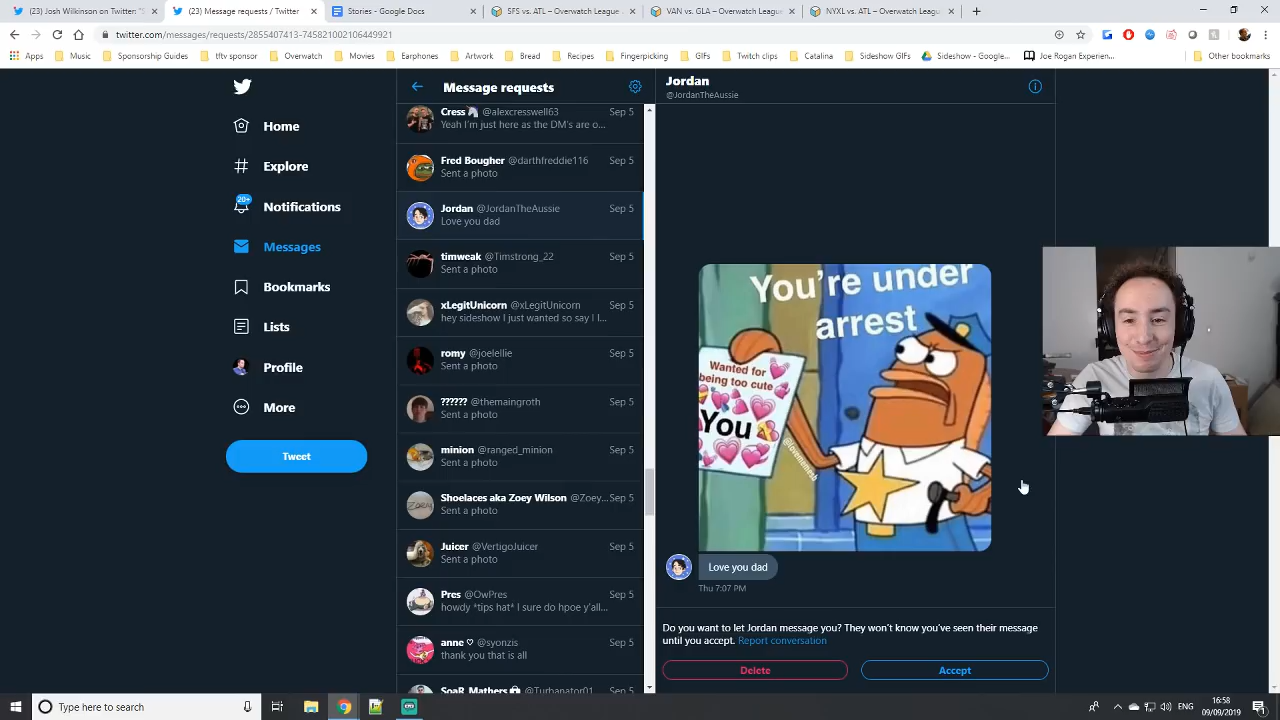 (23) Josh Wilkinson on Twitter: "S
(23) Message requests / Twitter
Stories - Google Docs
SFS vs. ATL – Overwatch League
VAN vs. GLA – Overwatch League
NYXL vs. ATL – Overwatch League
twitter.com/messages/requests/2855407413-745821002106449921
Apps
Music
Sponsorship Guides
tftv sponsor
Overwatch
Movies
Earphones
Artwork
Bread
Recipes
Fingerpicking
GIFs
Twitch clips
Catalina
Sideshow GIFs
Sideshow - Google...
Joe Rogan Experien...
Other bookmarks
Home
Explore
20+
Notifications
Messages
Bookmarks
Lists
Profile
More
Tweet
Message requests
Cress @alexcresswell63 Sep 5
Yeah I'm just here as the DM's are o...
Fred Bougher @darthfreddie116 Sep 5
Sent a photo
Jordan @JordanTheAussie Sep 5
Love you dad
timweak @Timstrong_22 Sep 5
Sent a photo
xLegitUnicorn @xLegitUnicorn Sep 5
hey sideshow I just wanted so say I l...
romy @joelellie Sep 5
Sent a photo
?????? @themaingroth Sep 5
Sent a photo
minion @ranged_minion Sep 5
Sent a photo
Shoelaces aka Zoey Wilson @Zoey... Sep 5
Sent a photo
Juicer @VertigoJuicer Sep 5
Sent a photo
Pres @OwPres Sep 5
howdy *tips hat* I sure do hpoe y'all...
anne ♡ @syonzis Sep 5
thank you that is all
SoaR Mathers @Turbanator01 Sep 5
Jordan
@JordanTheAussie
You're under
arrest
Wanted for
being too cute
You
Love you dad
Thu 7:07 PM
Do you want to let Jordan message you? They won't know you've seen their message
until you accept. Report conversation
Delete
Accept
Type here to search
ENG
16:58
09/09/2019